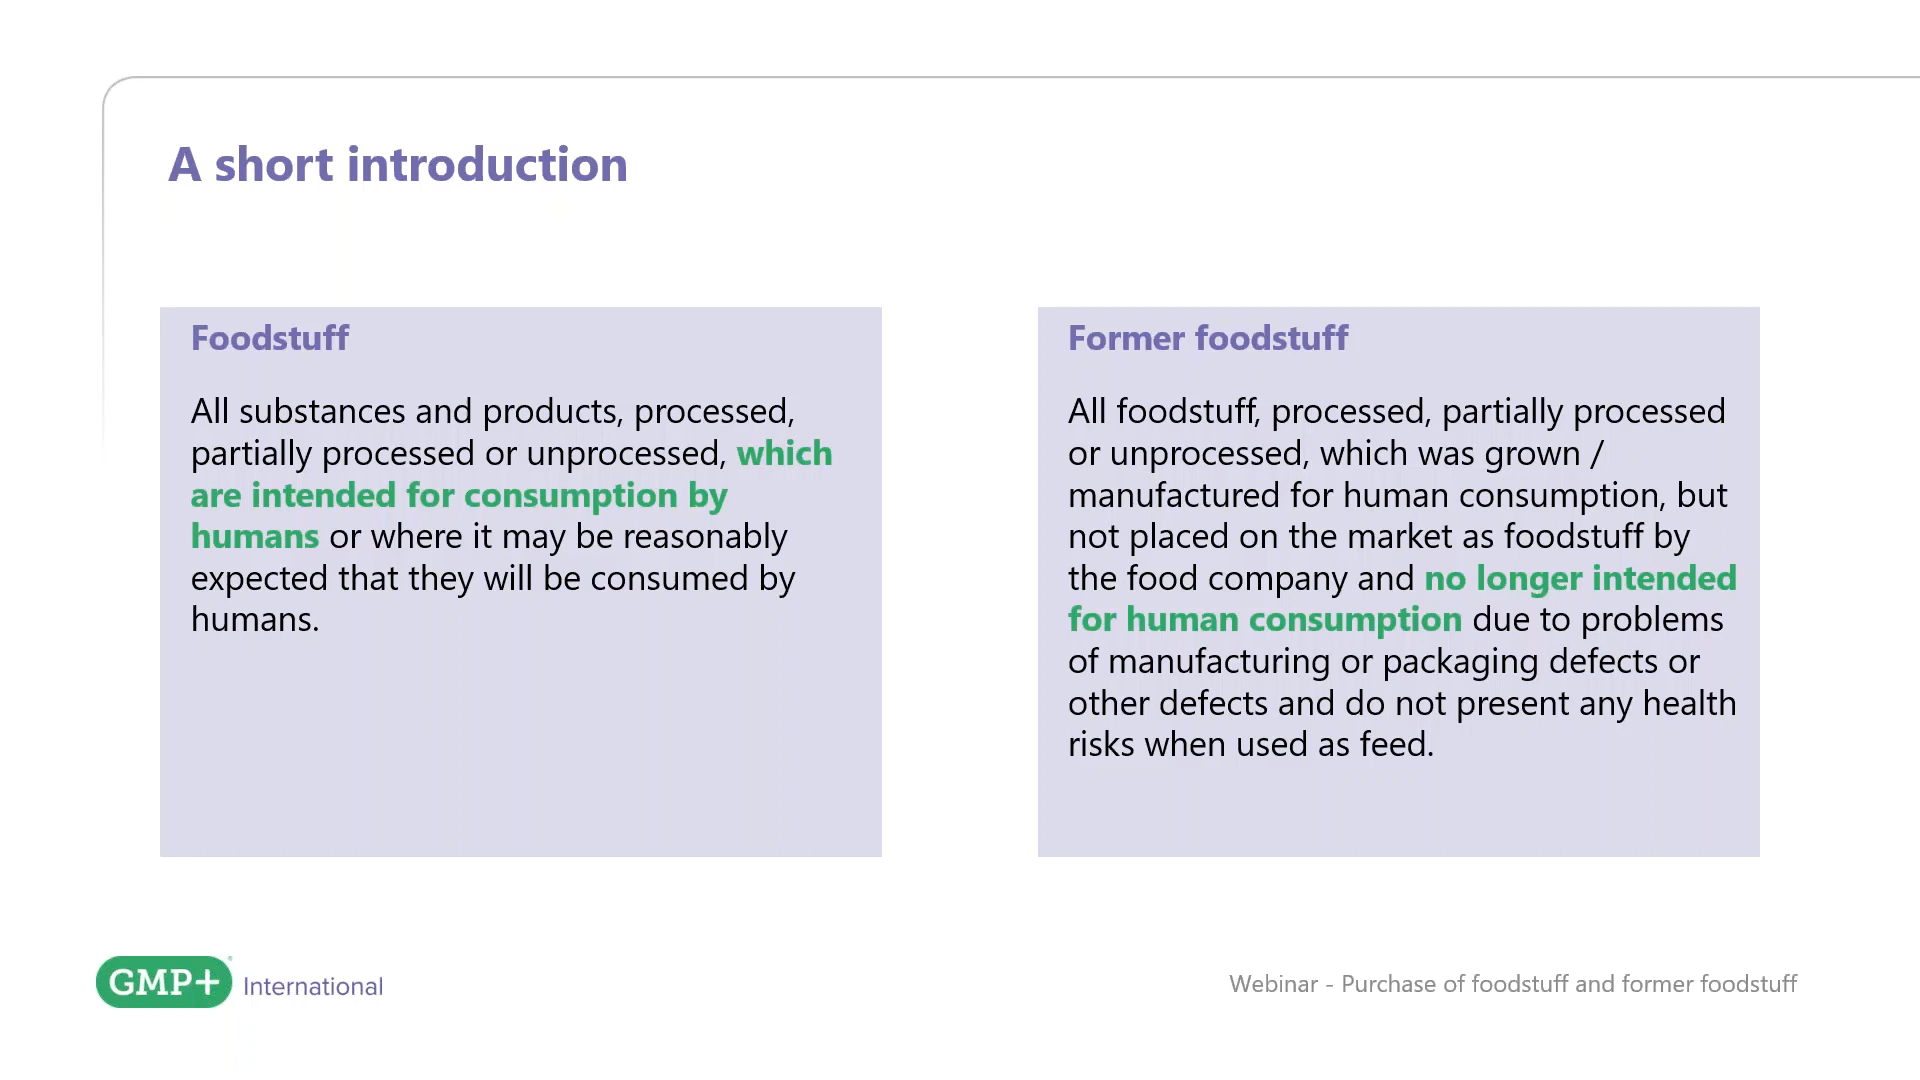 A short introduction
Foodstuff
All substances and products, processed,
partially processed or unprocessed, which
are intended for consumption by
humans or where it may be reasonably
expected that they will be consumed by
humans.
Former foodstuff
All foodstuff, processed, partially processed
or unprocessed, which was grown /
manufactured for human consumption, but
not placed on the market as foodstuff by
the food company and no longer intended
for human consumption due to problems
of manufacturing or packaging defects or
other defects and do not present any health
risks when used as feed.
GMP+ International
Webinar - Purchase of foodstuff and former foodstuff